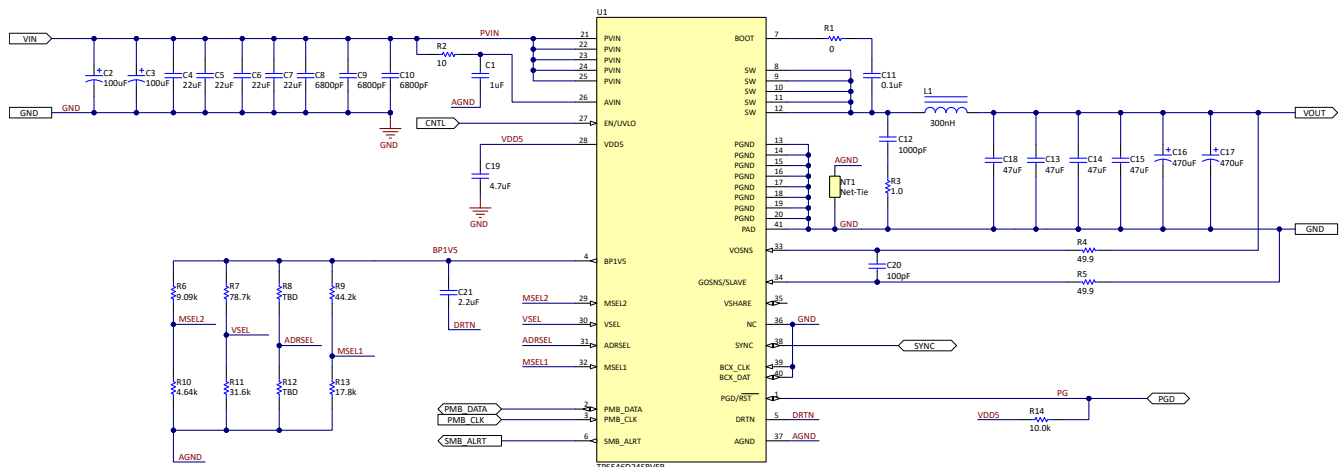 U1
VIN
PVIN
C2
100uF
C3
100uF
C4
22uF
C5
22uF
C6
22uF
C7
22uF
C8
6800pF
C9
6800pF
C10
6800pF
GND
GND
GND
R2
10
C1
1uF
AGND
CNTL
VDD5
C19
4.7uF
GND
21 PVIN
22 PVIN
23 PVIN
24 PVIN
25 PVIN
26 AVIN
27 EN/UVLO
28 VDD5
4 BP1V5
29 MSEL2
30 VSEL
31 ADRSEL
32 MSEL1
2 PMB_DATA
3 PMB_CLK
6 SMB_ALRT
BOOT 7
SW 8
SW 9
SW 10
SW 11
SW 12
PGND 13
PGND 14
PGND 15
PGND 16
PGND 17
PGND 18
PGND 19
PGND 20
PAD 41
VOSNS 33
GOSNS/SLAVE 34
VSHARE 35
NC 36
SYNC 38
BCX_CLK 39
BCX_DAT 40
PGD/RST 1
DRTN 5
AGND 37
BP1V5
R6
9.09k
R7
78.7k
R8
TBD
R9
44.2k
MSEL2
VSEL
ADRSEL
MSEL1
R10
4.64k
R11
31.6k
R12
TBD
R13
17.8k
AGND
C21
2.2uF
DRTN
MSEL2
VSEL
ADRSEL
MSEL1
PMB_DATA
PMB_CLK
SMB_ALRT
R1
0
C11
0.1uF
L1
300nH
C12
1000pF
R3
1.0
AGND
NT1
Net-Tie
GND
C18
47uF
C13
47uF
C14
47uF
C15
47uF
C16
470uF
C17
470uF
VOUT
GND
R4
49.9
C20
100pF
R5
49.9
GND
SYNC
PG
PGD
VDD5
R14
10.0k
DRTN
AGND